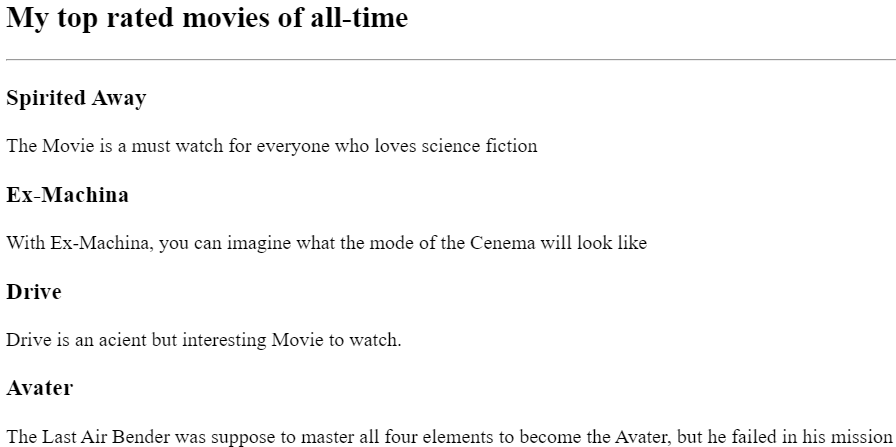 My top rated movies of all-time
Spirited Away
The Movie is a must watch for everyone who loves science fiction
Ex-Machina
With Ex-Machina, you can imagine what the mode of the Cenema will look like
Drive
Drive is an acient but interesting Movie to watch.
Avater
The Last Air Bender was suppose to master all four elements to become the Avater, but he failed in his mission